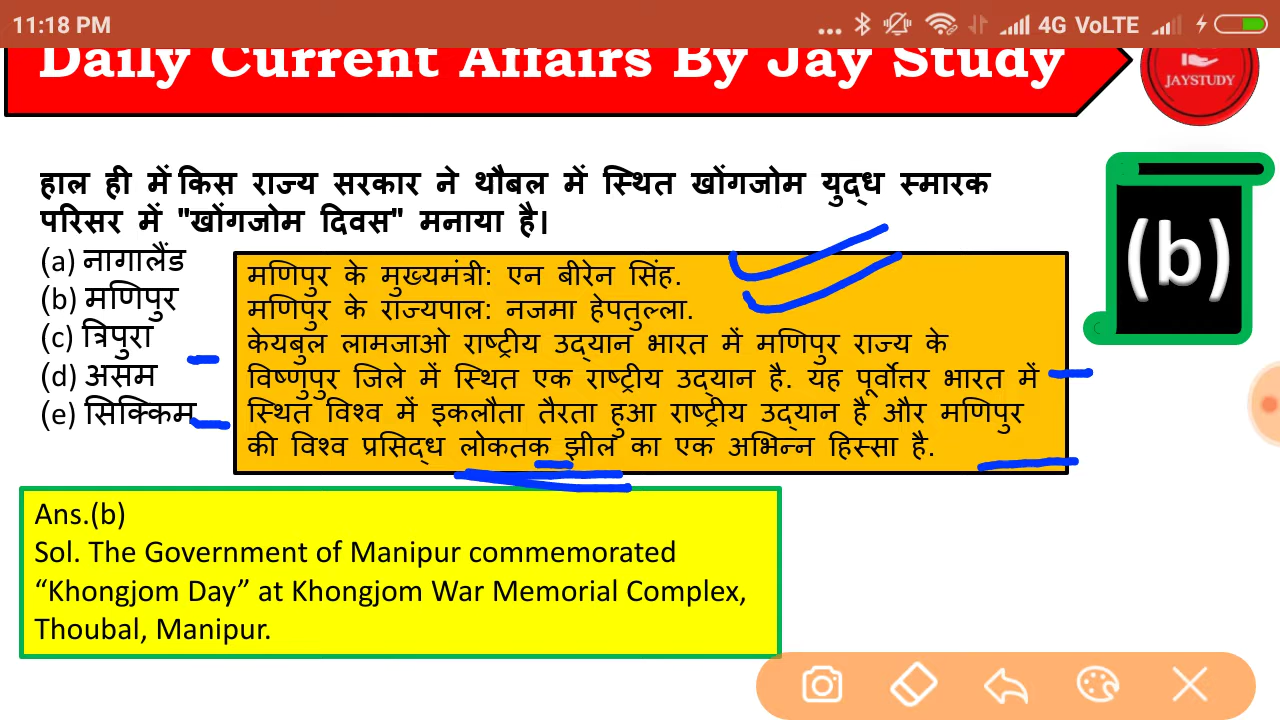 11:18 PM
4G VoLTE
Daily Current Affairs By Jay Study
JAYSTUDY
हाल ही में किस राज्य सरकार ने थौबल में स्थित खोंगजोम युद्ध स्मारक
परिसर में "खोंगजोम दिवस" मनाया है।
(a) नागालैंड
(b) मणिपुर
(c) त्रिपुरा
(d) असम
(e) सिक्किम
मणिपुर के मुख्यमंत्री: एन बीरेन सिंह.
मणिपुर के राज्यपाल: नजमा हेपतुल्ला.
केयबुल लामजाओ राष्ट्रीय उद्यान भारत में मणिपुर राज्य के
विष्णुपुर जिले में स्थित एक राष्ट्रीय उद्यान है. यह पूर्वोत्तर भारत में
स्थित विश्व में इकलौता तैरता हुआ राष्ट्रीय उद्यान है और मणिपुर
की विश्व प्रसिद्ध लोकतक झील का एक अभिन्न हिस्सा है.
(b)
Ans.(b)
Sol. The Government of Manipur commemorated
“Khongjom Day” at Khongjom War Memorial Complex,
Thoubal, Manipur.